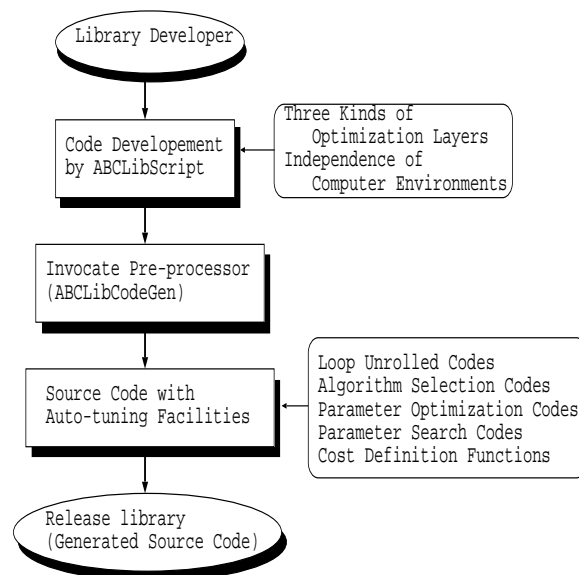 Library Developer
Code Developement
by ABCLibScript
Three Kinds of
Optimization Layers
Independence of
Computer Environments
Invocate Pre-processor
(ABCLibCodeGen)
Source Code with
Auto-tuning Facilities
Loop Unrolled Codes
Algorithm Selection Codes
Parameter Optimization Codes
Parameter Search Codes
Cost Definition Functions
Release library
(Generated Source Code)